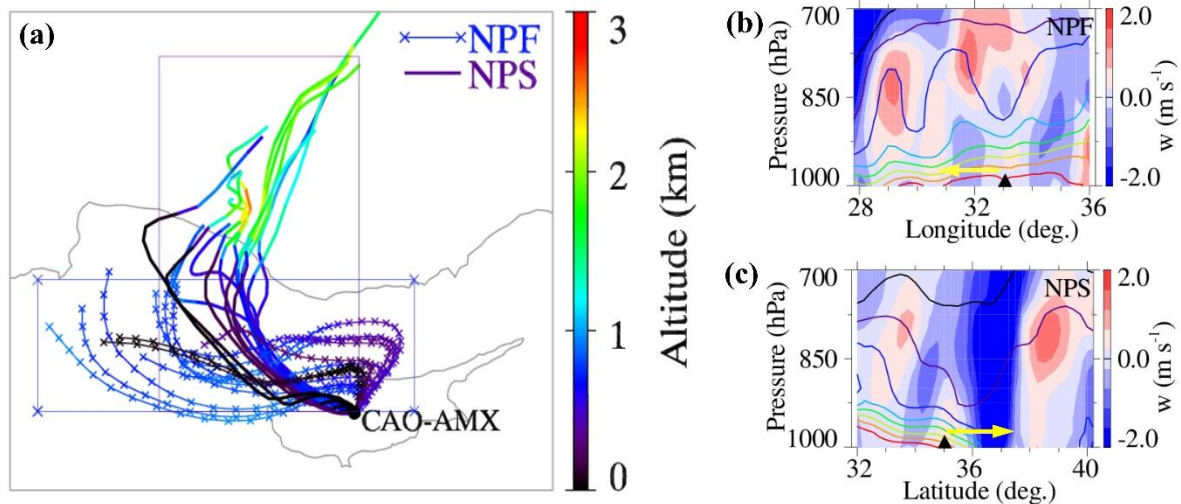 (a)
NPF
NPS
CAO-AMX
3
2
1
0
Altitude (km)
(b)
NPF
700
850
1000
Pressure (hPa)
28 30 33 36
Longitude (deg.)
2.0
0.0
-2.0
w (m s⁻¹)
(c)
NPS
700
850
1000
Pressure (hPa)
32 36 40
Latitude (deg.)
2.0
0.0
-2.0
w (m s⁻¹)